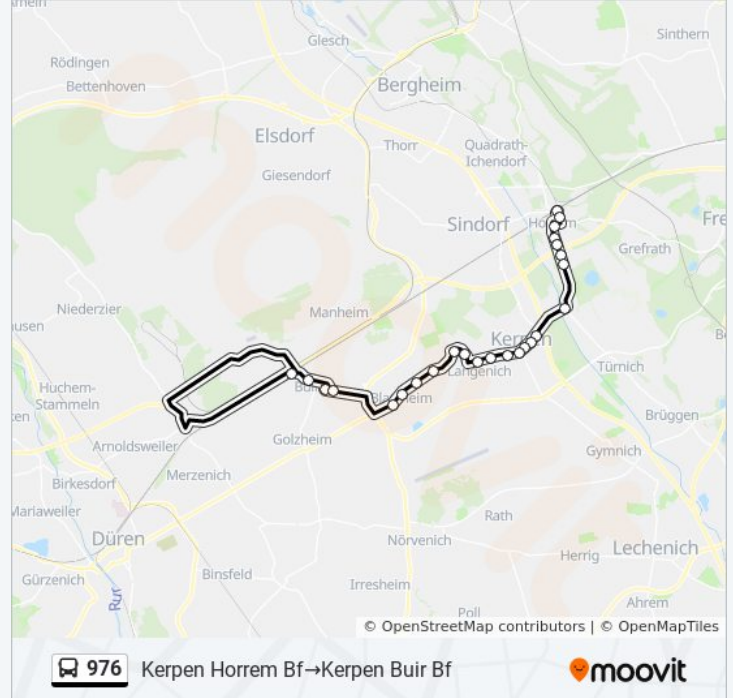 Glesch
Sinthern
Rödingen
Bettenhoven
Bergheim
Elsdorf
Thorr
Quadrath-
Ichendorf
Giesendorf
Sindorf
Grefrath
Niederzier
Manheim
Kerpen
Langenich
Türnich
Huchem-
Stammeln
Blatzheim
Brüggen
Golzheim
Arnoldsweiler
Gymnich
Merzenich
Birkesdorf
Rath
Mariaweiler
Düren
Nörvenich
Herrig
Lechenich
Gürzenich
Binsfeld
Irresheim
Rur
Ahrem
Poll
© OpenStreetMap contributors | © OpenMapTiles
976 Kerpen Horrem Bf→Kerpen Buir Bf
moovit